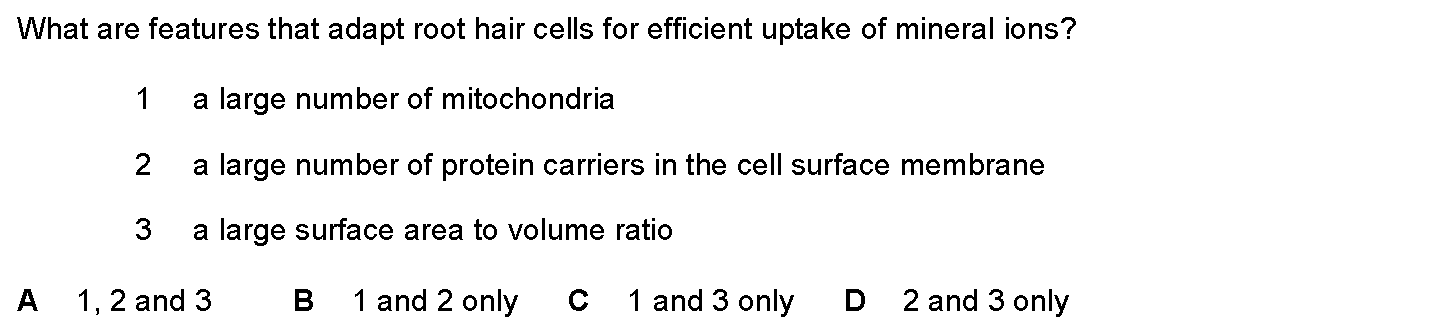 What are features that adapt root hair cells for efficient uptake of mineral ions?
1 a large number of mitochondria
2 a large number of protein carriers in the cell surface membrane
3 a large surface area to volume ratio
A 1, 2 and 3 B 1 and 2 only C 1 and 3 only D 2 and 3 only